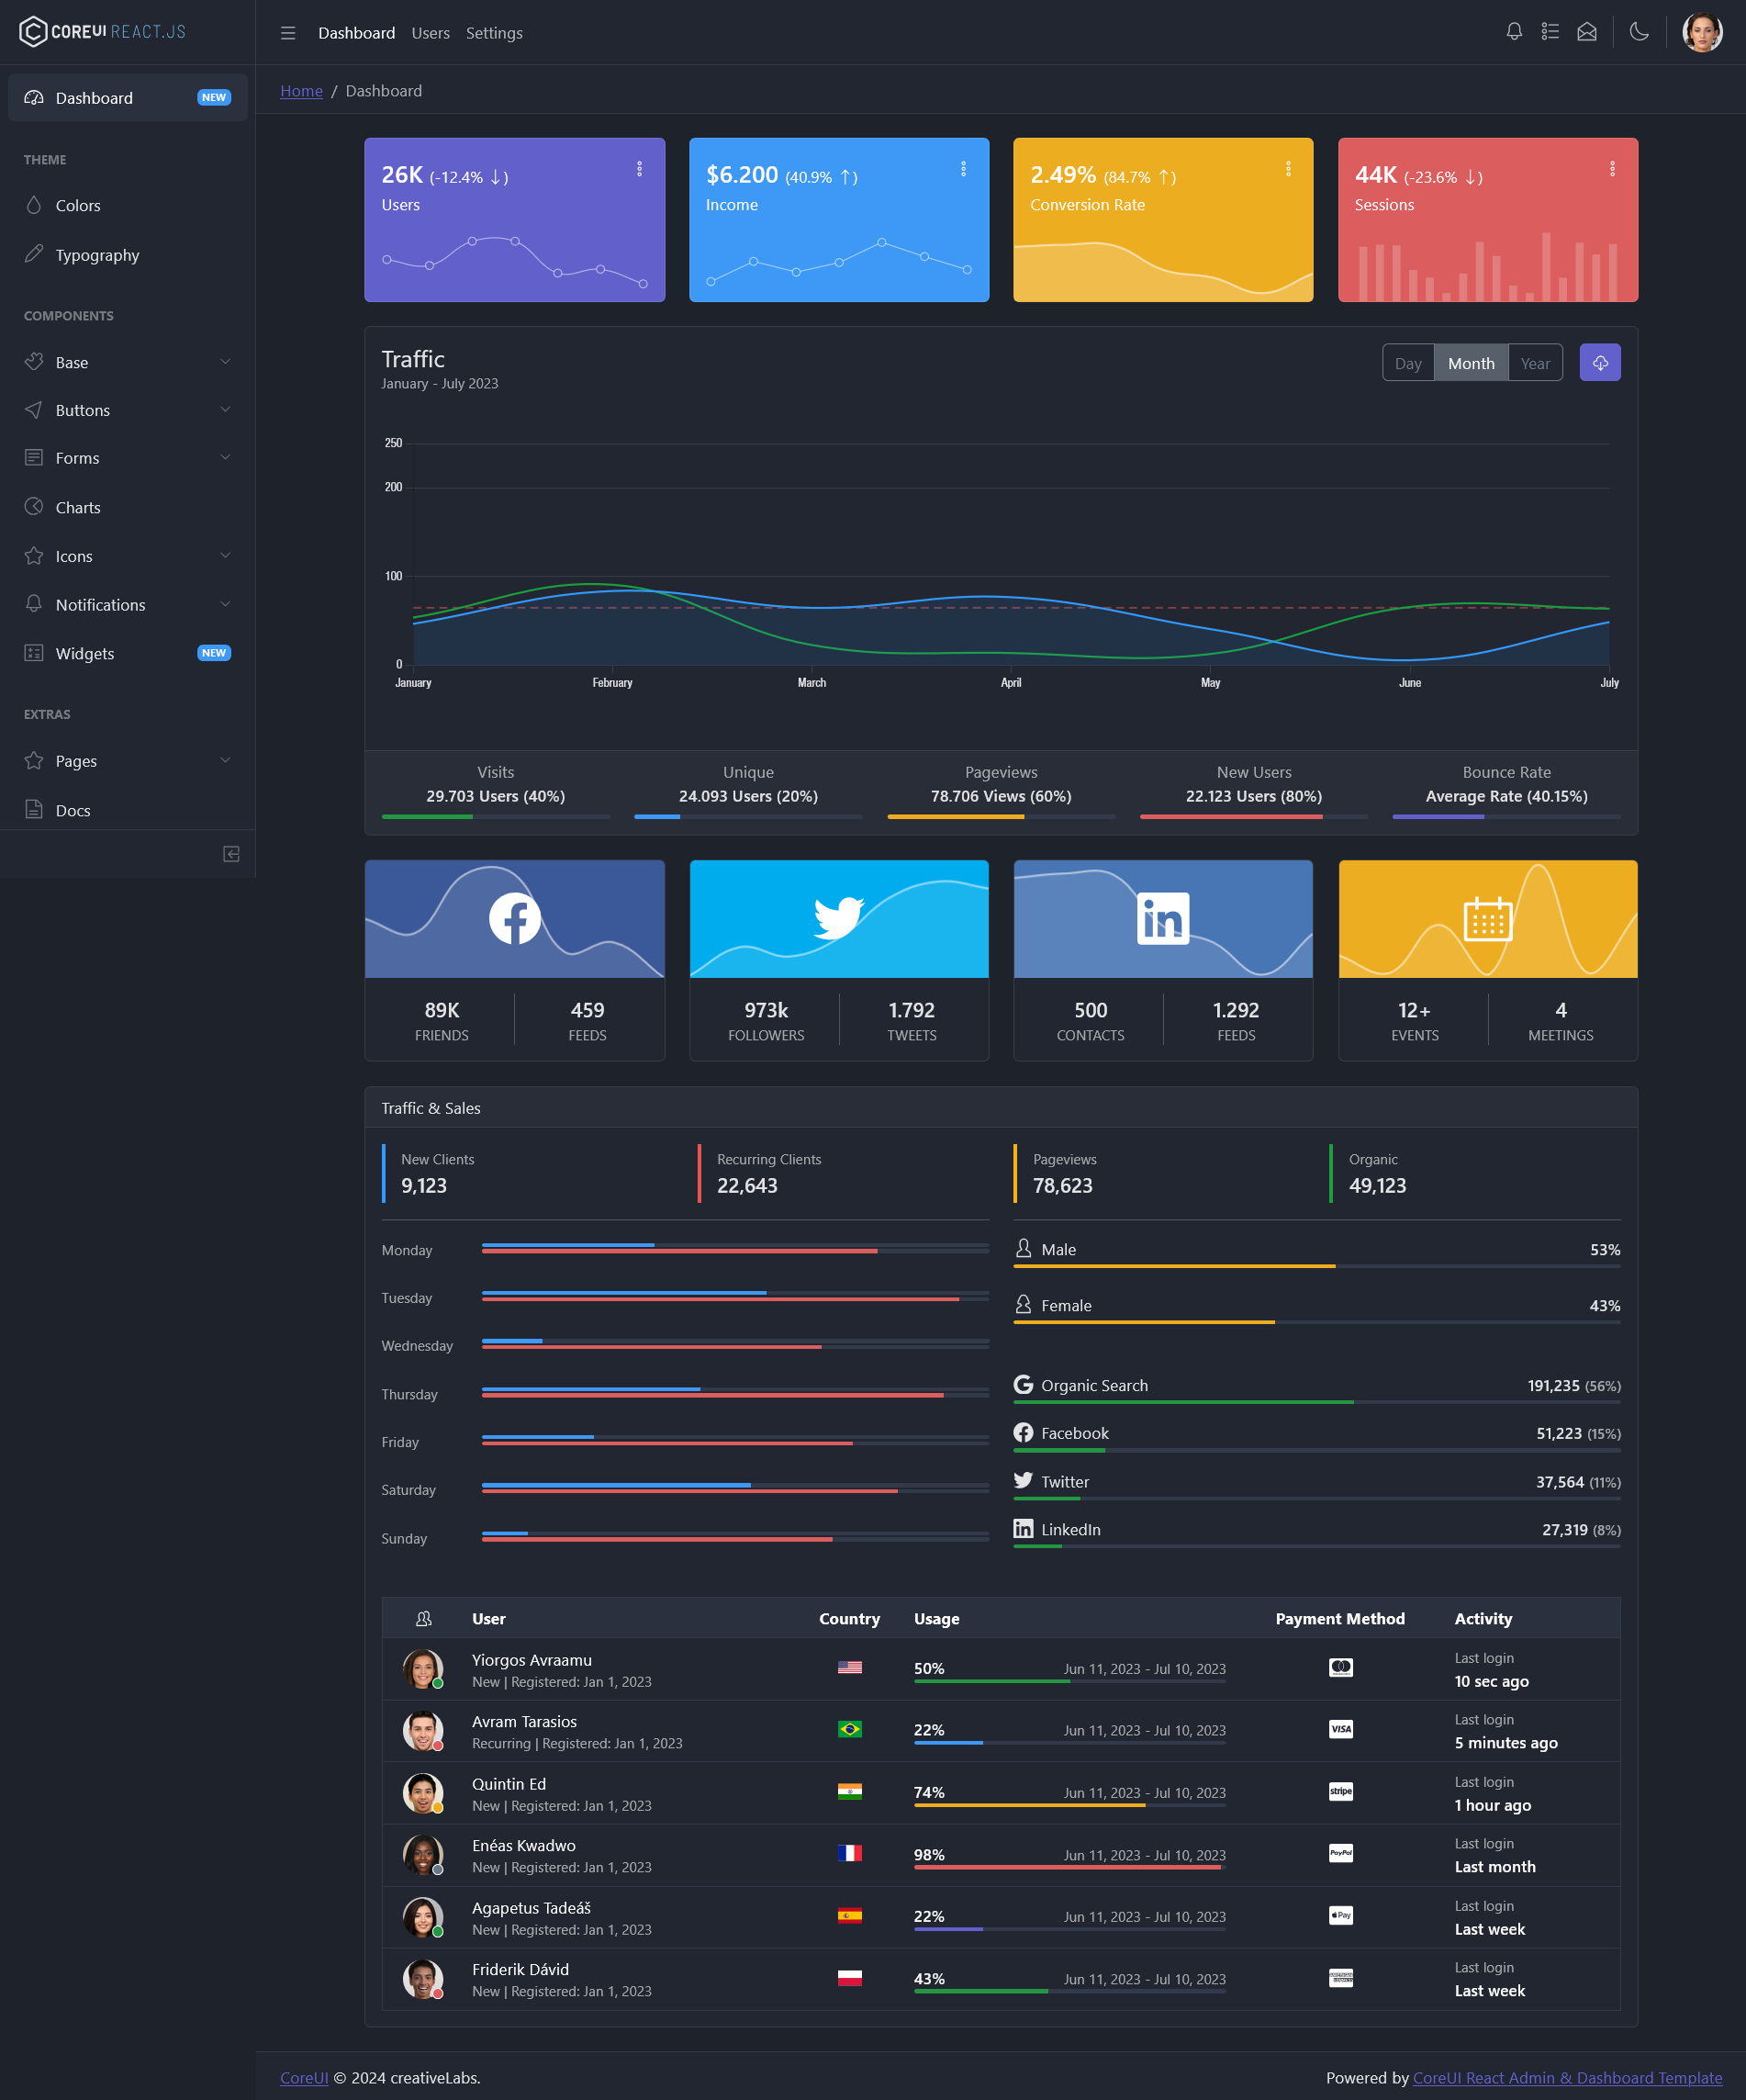 COREUI REACT.JS
Dashboard Users Settings
Dashboard NEW
Home / Dashboard
THEME
Colors
Typography
COMPONENTS
Base
Buttons
Forms
Charts
Icons
Notifications
Widgets NEW
EXTRAS
Pages
Docs
26K (-12.4% ↓)
Users
$6.200 (40.9% ↑)
Income
2.49% (84.7% ↑)
Conversion Rate
44K (-23.6% ↓)
Sessions
Traffic
January - July 2023
Day Month Year
250
200
100
0
January February March April May June July
Visits
29.703 Users (40%)
Unique
24.093 Users (20%)
Pageviews
78.706 Views (60%)
New Users
22.123 Users (80%)
Bounce Rate
Average Rate (40.15%)
89K
FRIENDS
459
FEEDS
973k
FOLLOWERS
1.792
TWEETS
500
CONTACTS
1.292
FEEDS
12+
EVENTS
4
MEETINGS
Traffic & Sales
New Clients
9,123
Recurring Clients
22,643
Pageviews
78,623
Organic
49,123
Monday
Tuesday
Wednesday
Thursday
Friday
Saturday
Sunday
Male 53%
Female 43%
Organic Search 191,235 (56%)
Facebook 51,223 (15%)
Twitter 37,564 (11%)
LinkedIn 27,319 (8%)
User Country Usage Payment Method Activity
Yiorgos Avraamu
New | Registered: Jan 1, 2023
50% Jun 11, 2023 - Jul 10, 2023
Last login
10 sec ago
Avram Tarasios
Recurring | Registered: Jan 1, 2023
22% Jun 11, 2023 - Jul 10, 2023
VISA
Last login
5 minutes ago
Quintin Ed
New | Registered: Jan 1, 2023
74% Jun 11, 2023 - Jul 10, 2023
stripe
Last login
1 hour ago
Enéas Kwadwo
New | Registered: Jan 1, 2023
98% Jun 11, 2023 - Jul 10, 2023
PayPal
Last login
Last month
Agapetus Tadeáš
New | Registered: Jan 1, 2023
22% Jun 11, 2023 - Jul 10, 2023
Pay
Last login
Last week
Friderik Dávid
New | Registered: Jan 1, 2023
43% Jun 11, 2023 - Jul 10, 2023
Last login
Last week
CoreUI © 2024 creativeLabs.
Powered by CoreUI React Admin & Dashboard Template